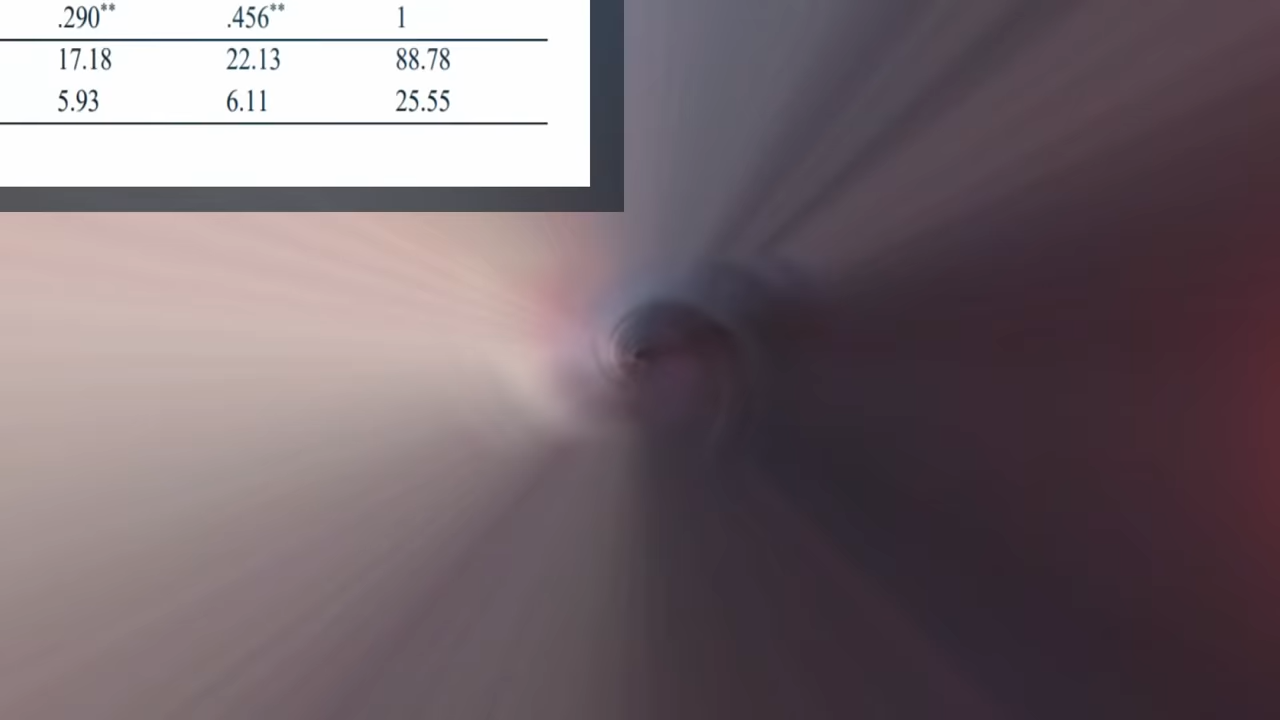 .290** .456** 1
17.18 22.13 88.78
5.93 6.11 25.55